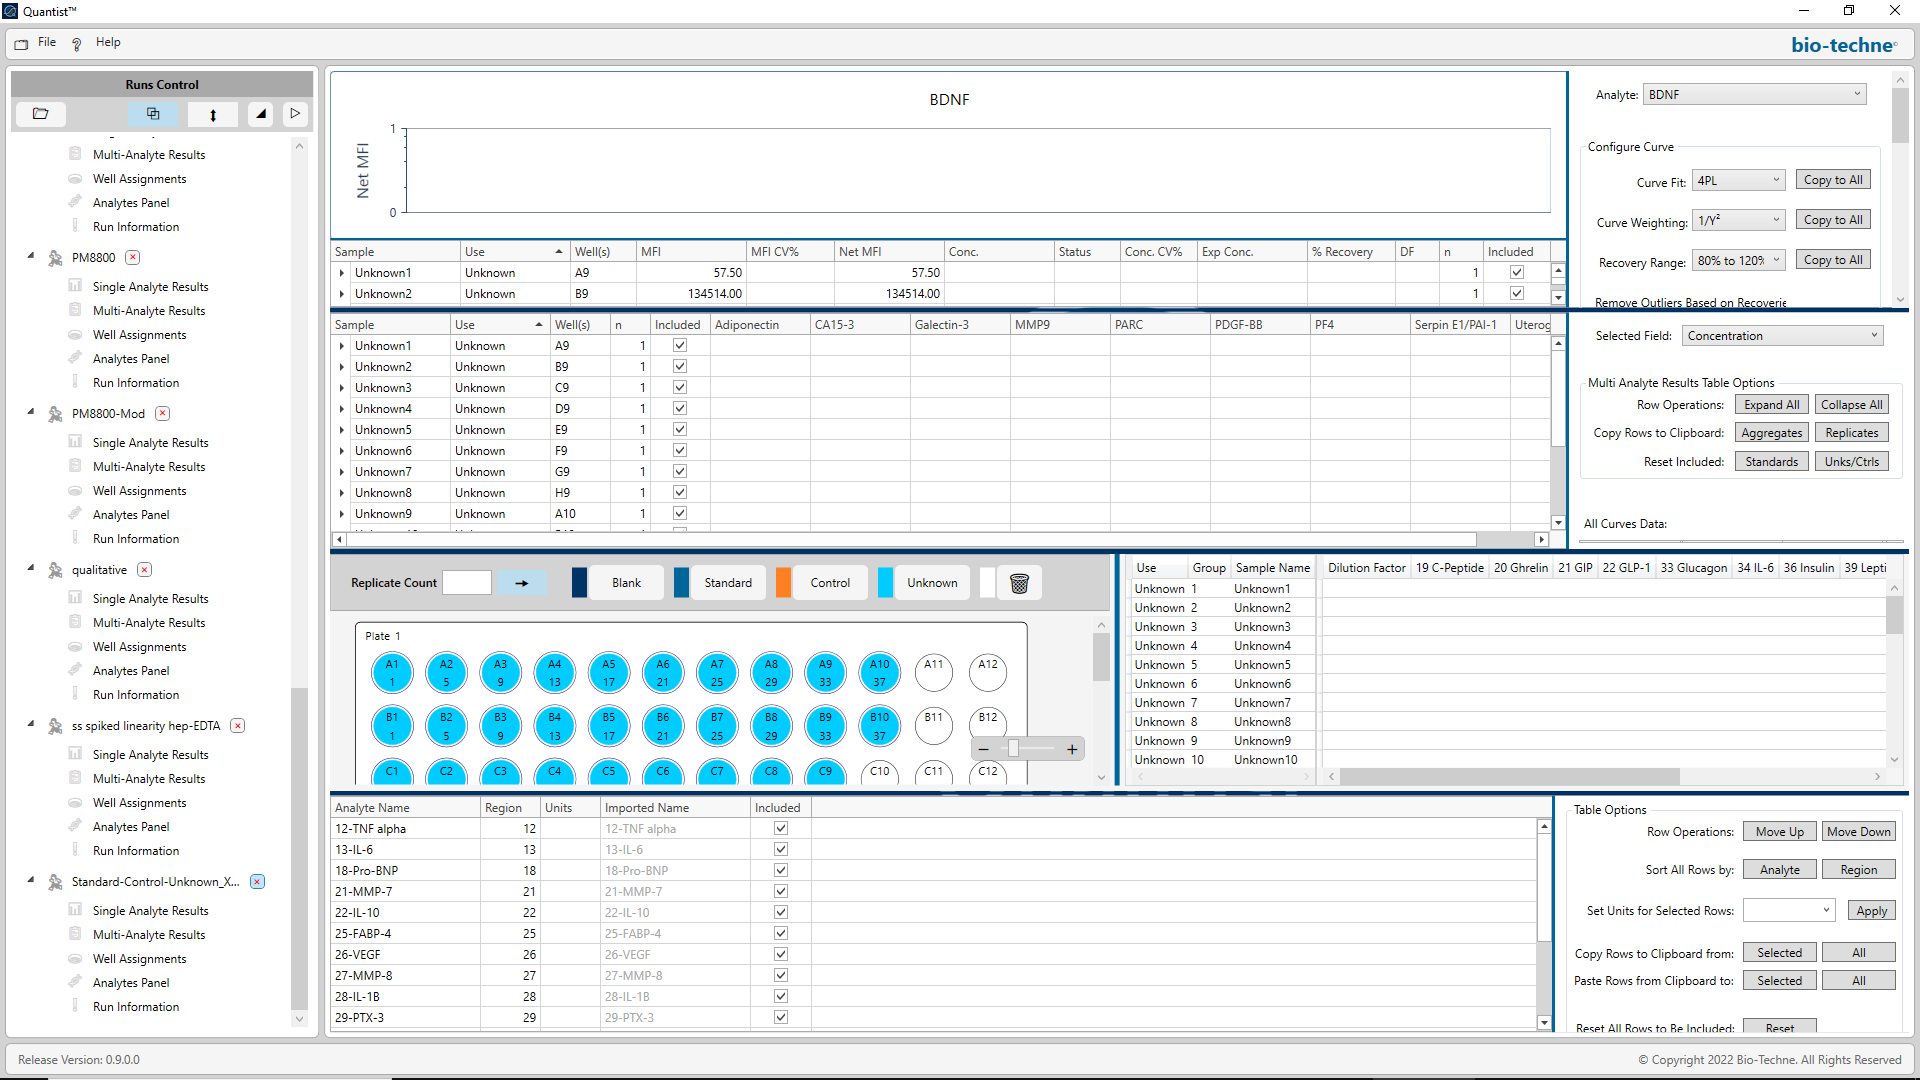 Quantist™
File Help
bio-techne
Runs Control
Multi-Analyte Results
Well Assignments
Analytes Panel
Run Information
PM8800
Single Analyte Results
Multi-Analyte Results
Well Assignments
Analytes Panel
Run Information
PM8800-Mod
Single Analyte Results
Multi-Analyte Results
Well Assignments
Analytes Panel
Run Information
qualitative
Single Analyte Results
Multi-Analyte Results
Well Assignments
Analytes Panel
Run Information
ss spiked linearity hep-EDTA
Single Analyte Results
Multi-Analyte Results
Well Assignments
Analytes Panel
Run Information
Standard-Control-Unknown_X...
Single Analyte Results
Multi-Analyte Results
Well Assignments
Analytes Panel
Run Information
BDNF
Net MFI
1
0
Sample Use Well(s) MFI MFI CV% Net MFI Conc. Status Conc. CV% Exp Conc. % Recovery DF n Included
Unknown1 Unknown A9 57.50 57.50 1
Unknown2 Unknown B9 134514.00 134514.00 1
Analyte: BDNF
Configure Curve
Curve Fit: 4PL Copy to All
Curve Weighting: 1/Y² Copy to All
Recovery Range: 80% to 120% Copy to All
Remove Outliers Based on Recoverie
Sample Use Well(s) n Included Adiponectin CA15-3 Galectin-3 MMP9 PARC PDGF-BB PF4 Serpin E1/PAI-1 Uterog
Unknown1 Unknown A9 1
Unknown2 Unknown B9 1
Unknown3 Unknown C9 1
Unknown4 Unknown D9 1
Unknown5 Unknown E9 1
Unknown6 Unknown F9 1
Unknown7 Unknown G9 1
Unknown8 Unknown H9 1
Unknown9 Unknown A10 1
Selected Field: Concentration
Multi Analyte Results Table Options
Row Operations: Expand All Collapse All
Copy Rows to Clipboard: Aggregates Replicates
Reset Included: Standards Unks/Ctrls
All Curves Data:
Replicate Count Blank Standard Control Unknown
Plate 1
A1 A2 A3 A4 A5 A6 A7 A8 A9 A10 A11 A12
1 5 9 13 17 21 25 29 33 37
B1 B2 B3 B4 B5 B6 B7 B8 B9 B10 B11 B12
1 5 9 13 17 21 25 29 33 37
C1 C2 C3 C4 C5 C6 C7 C8 C9 C10 C11 C12
Use Group Sample Name Dilution Factor 19 C-Peptide 20 Ghrelin 21 GIP 22 GLP-1 33 Glucagon 34 IL-6 36 Insulin 39 Lepti
Unknown 1 Unknown1
Unknown 2 Unknown2
Unknown 3 Unknown3
Unknown 4 Unknown4
Unknown 5 Unknown5
Unknown 6 Unknown6
Unknown 7 Unknown7
Unknown 8 Unknown8
Unknown 9 Unknown9
Unknown 10 Unknown10
Analyte Name Region Units Imported Name Included
12-TNF alpha 12 12-TNF alpha
13-IL-6 13 13-IL-6
18-Pro-BNP 18 18-Pro-BNP
21-MMP-7 21 21-MMP-7
22-IL-10 22 22-IL-10
25-FABP-4 25 25-FABP-4
26-VEGF 26 26-VEGF
27-MMP-8 27 27-MMP-8
28-IL-1B 28 28-IL-1B
29-PTX-3 29 29-PTX-3
Table Options
Row Operations: Move Up Move Down
Sort All Rows by: Analyte Region
Set Units for Selected Rows: Apply
Copy Rows to Clipboard from: Selected All
Paste Rows from Clipboard to: Selected All
Reset All Rows to Be Included: Reset
Release Version: 0.9.0.0
© Copyright 2022 Bio-Techne. All Rights Reserved